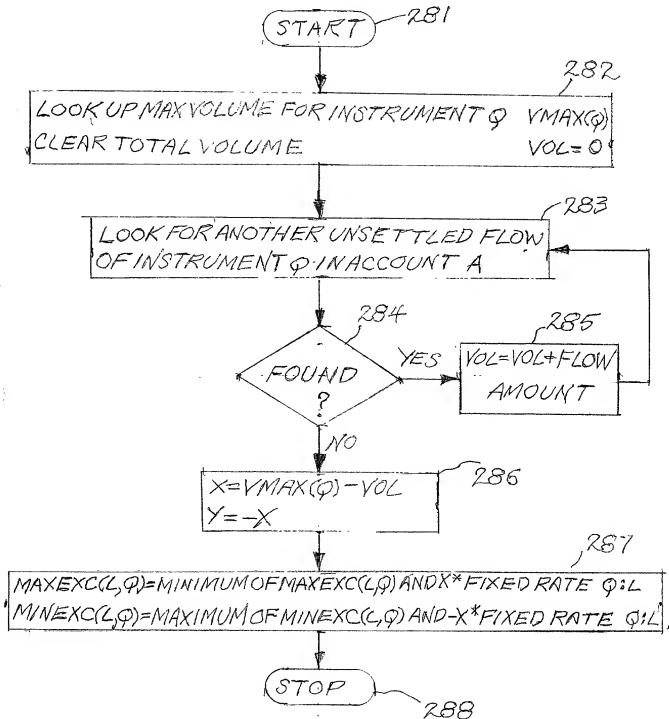 START
281
282
LOOK UP MAX VOLUME FOR INSTRUMENT Q VMAX(Q)
CLEAR TOTAL VOLUME VOL=0
283
LOOK FOR ANOTHER UNSETTLED FLOW
OF INSTRUMENT Q IN ACCOUNT A
284
FOUND
?
YES
285
VOL=VOL+FLOW
AMOUNT
NO
286
X=VMAX(Q)-VOL
Y=-X
287
MAXEXC(L,Q)=MINIMUM OF MAXEXC(L,Q) AND X* FIXED RATE Q:L
MINEXC(L,Q)=MAXIMUM OF MINEXC(L,Q) AND -X* FIXED RATE Q:L
STOP
288